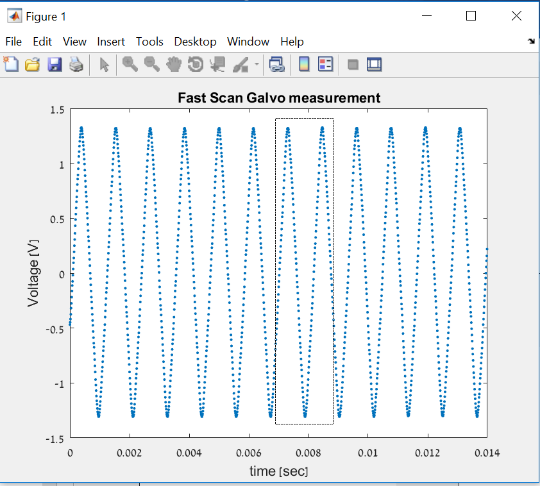 Figure 1
File Edit View Insert Tools Desktop Window Help
Fast Scan Galvo measurement
1.5
1
0.5
0
-0.5
-1
-1.5
Voltage [V]
0 0.002 0.004 0.006 0.008 0.01 0.012 0.014
time [sec]